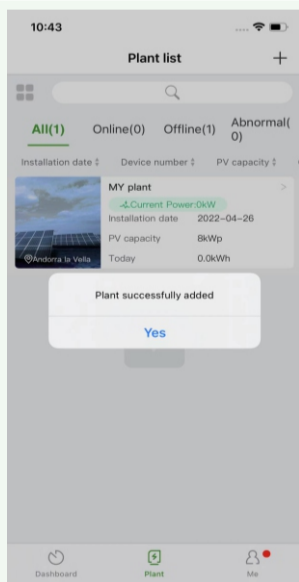 10:43
Plant list
All(1) Online(0) Offline(1) Abnormal(
0)
Installation date Device number PV capacity
MY plant
Current Power:0kW
Installation date 2022-04-26
PV capacity 8kWp
Andorra la Vella Today 0.0kWh
Plant successfully added
Yes
Dashboard Plant Me